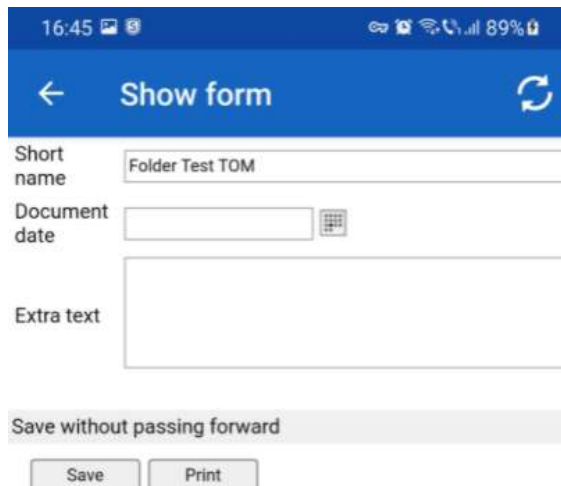 16:45 89%
Show form
Short
name
Folder Test TOM
Document
date
Extra text
Save without passing forward
Save Print